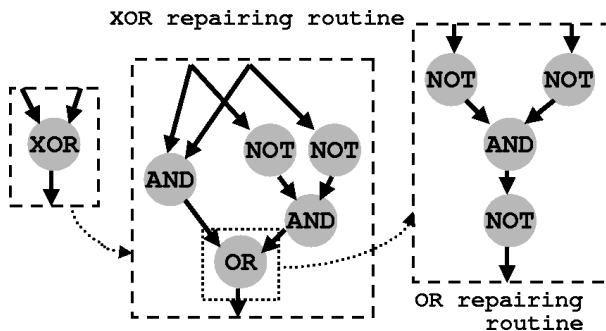 XOR repairing routine
XOR
AND
NOT
NOT
AND
OR
NOT
NOT
AND
NOT
OR repairing
routine